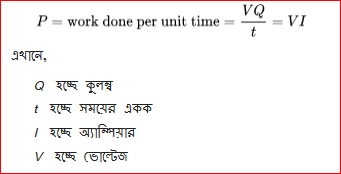 P = work done per unit time = VQ/t = VI
এখানে,
Q হচ্ছে কুলম্ব
t হচ্ছে সময়ের একক
I হচ্ছে অ্যাম্পিয়ার
V হচ্ছে ভোল্টেজ